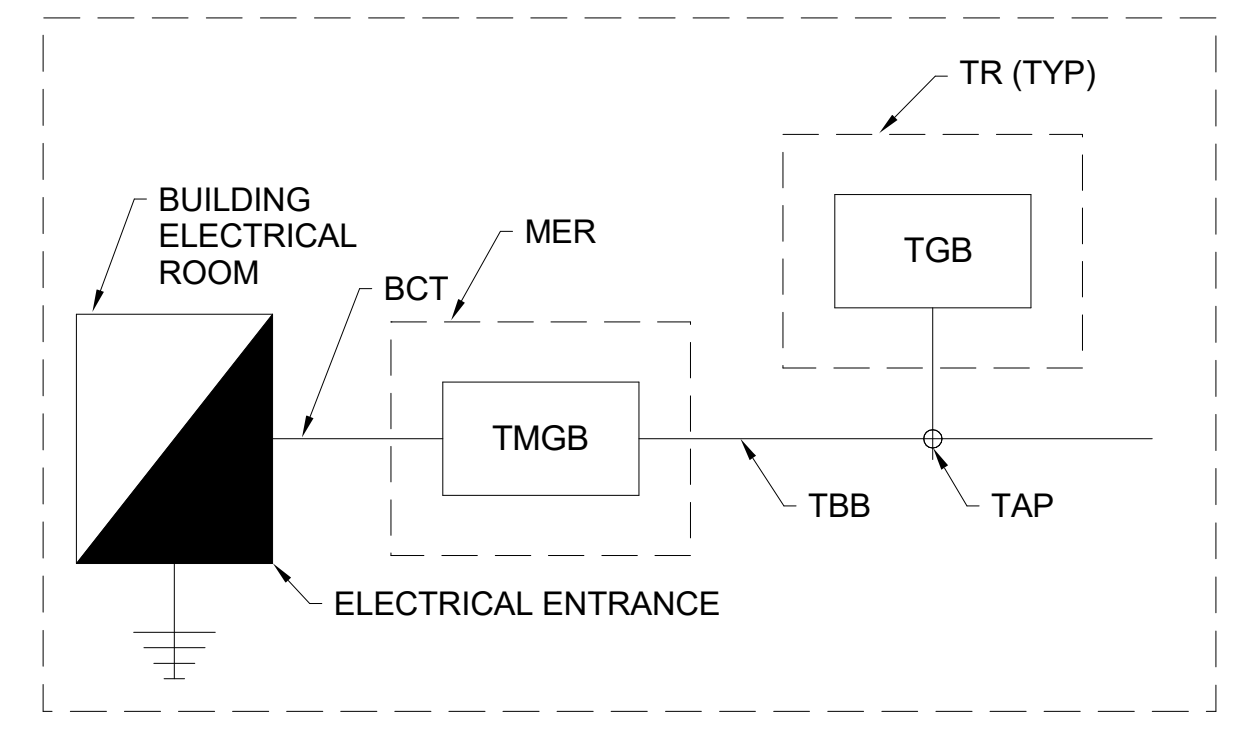 TR (TYP)
BUILDING
ELECTRICAL
ROOM
MER
TGB
BCT
TMGB
TBB
TAP
ELECTRICAL ENTRANCE